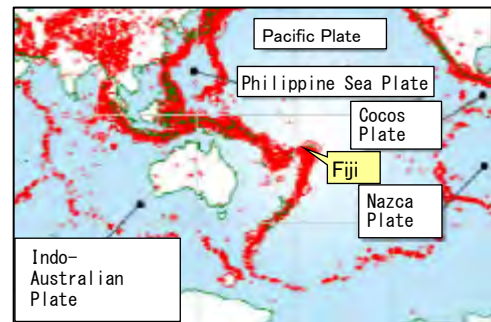 Pacific Plate
Philippine Sea Plate
Cocos
Plate
Fiji
Nazca
Plate
Indo-
Australian
Plate